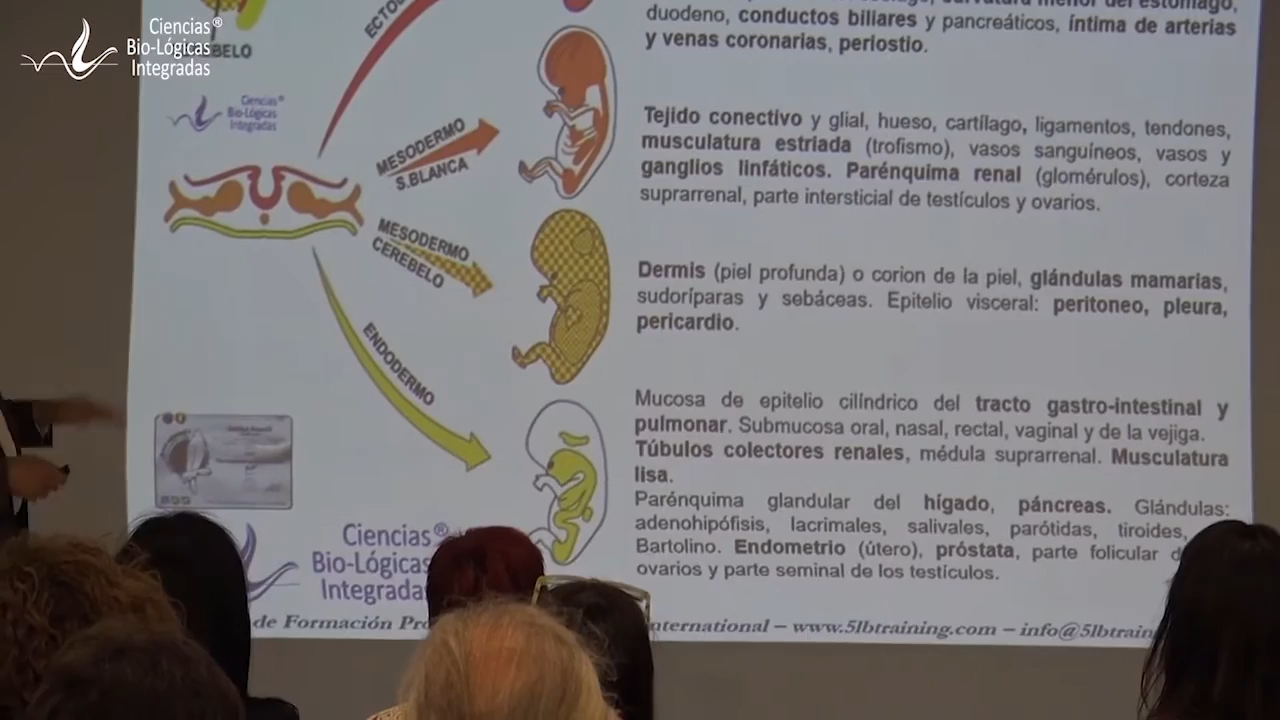 Ciencias®
Bio-Lógicas
Integradas
BELO
Ciencias®
Bio-Lógicas
Integradas
ECTO
duodeno, conductos biliares y pancreáticos, íntima de arterias
y venas coronarias, periostio.
MESODERMO
S.BLANCA
Tejido conectivo y glial, hueso, cartílago, ligamentos, tendones,
musculatura estriada (trofismo), vasos sanguíneos, vasos y
ganglios linfáticos. Parénquima renal (glomérulos), corteza
suprarrenal, parte intersticial de testículos y ovarios.
MESODERMO
CEREBELO
Dermis (piel profunda) o corion de la piel, glándulas mamarias,
sudoríparas y sebáceas. Epitelio visceral: peritoneo, pleura,
pericardio.
ENDODERMO
Mucosa de epitelio cilíndrico del tracto gastro-intestinal y
pulmonar. Submucosa oral, nasal, rectal, vaginal y de la vejiga.
Túbulos colectores renales, médula suprarrenal. Musculatura
lisa.
Parénquima glandular del hígado, páncreas. Glándulas:
adenohipófisis, lacrimales, salivales, parótidas, tiroides,
Bartolino. Endometrio (útero), próstata, parte folicular d
ovarios y parte seminal de los testículos.
Ciencias®
Bio-Lógicas
Integradas
de Formación Pro
nternational – www.5lbtraining.com – info@5lbtrain